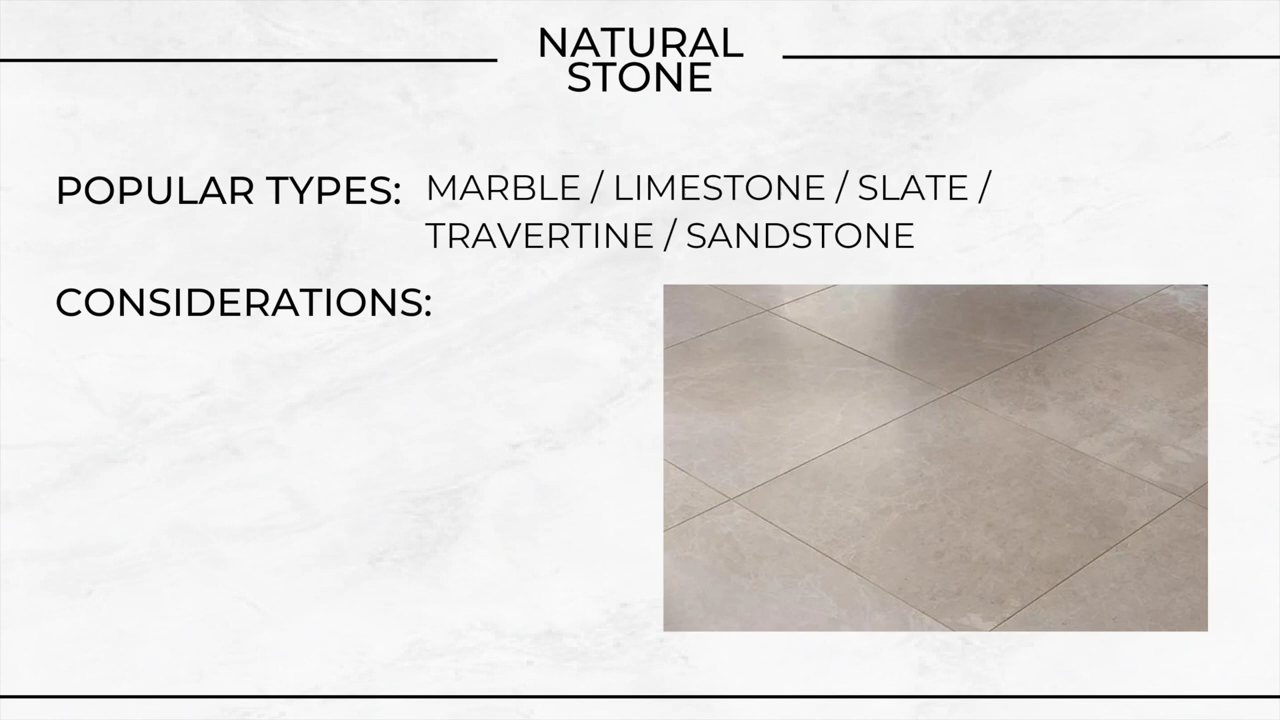 NATURAL
STONE
POPULAR TYPES: MARBLE / LIMESTONE / SLATE /
TRAVERTINE / SANDSTONE
CONSIDERATIONS: